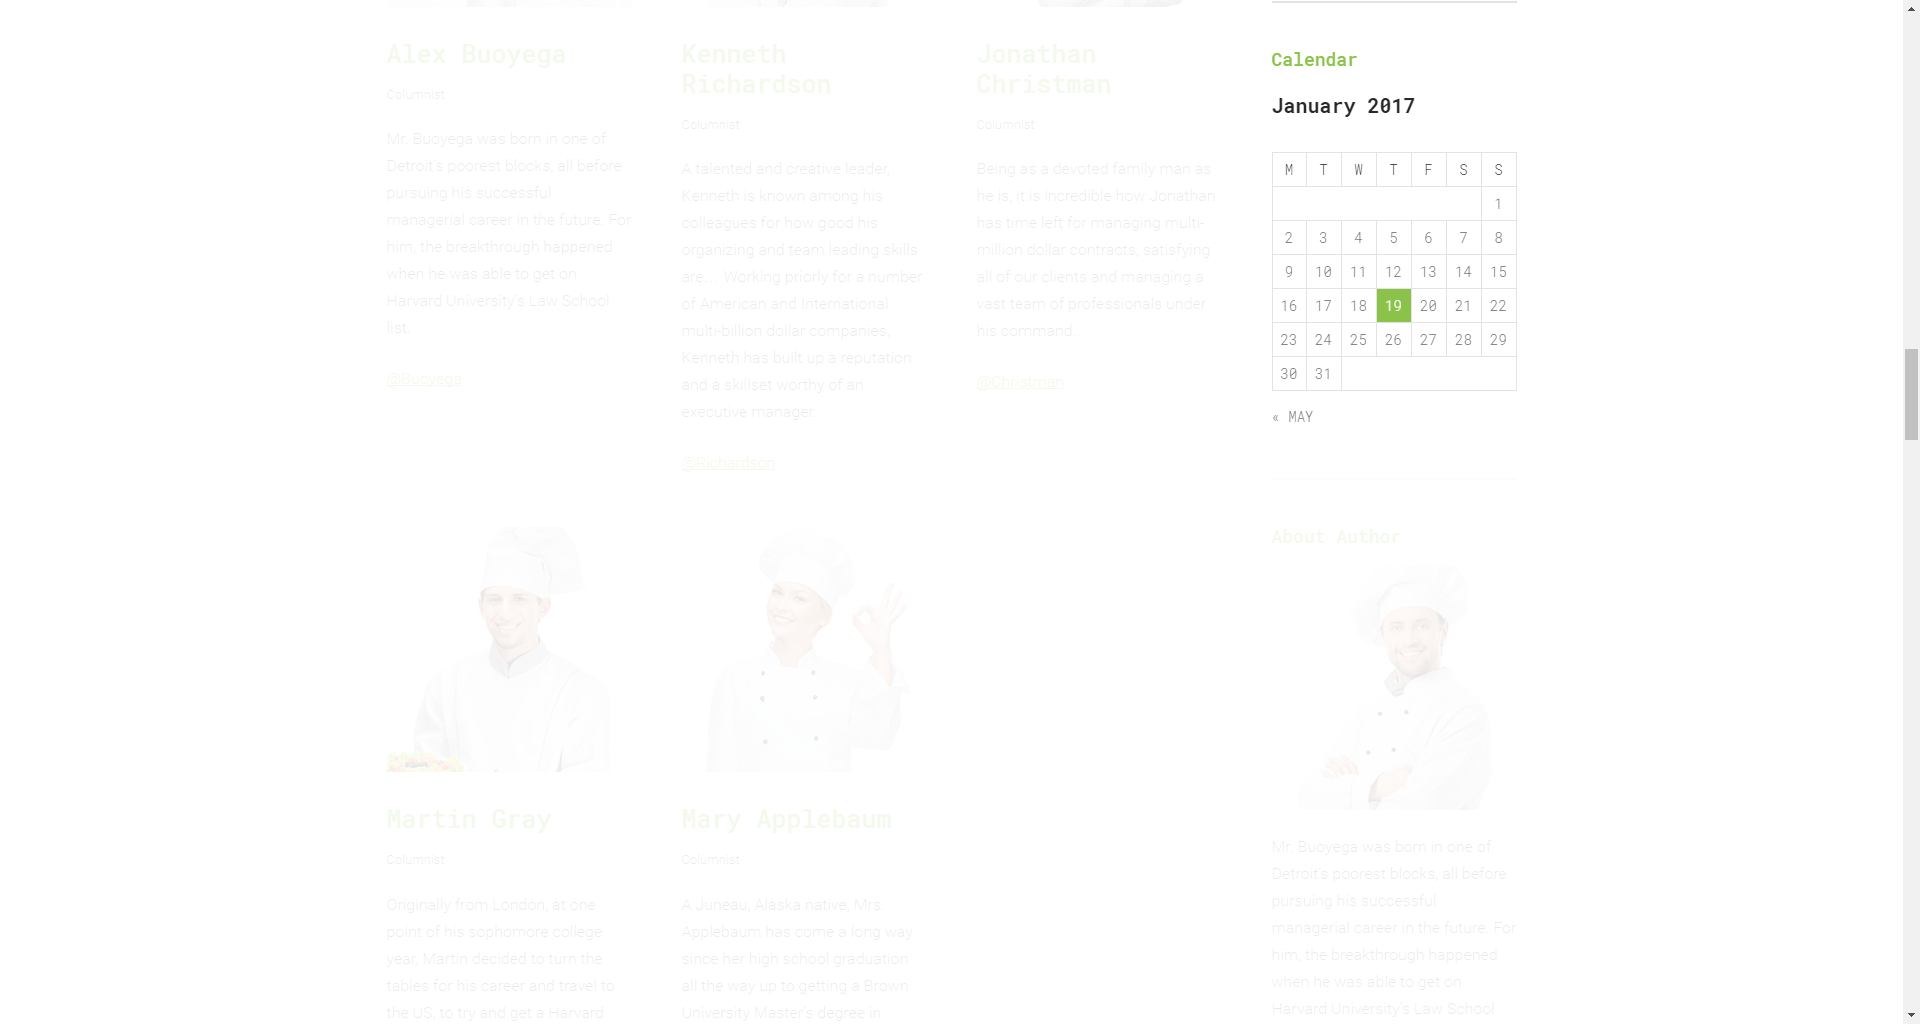 Alex Buoyega
Columnist
Mr. Buoyega was born in one of
Detroit's poorest blocks, all before
pursuing his successful
managerial career in the future. For
him, the breakthrough happened
when he was able to get on
Harvard University's Law School
list.
@Buoyega
Kenneth
Richardson
Columnist
A talented and creative leader,
Kenneth is known among his
colleagues for how good his
organizing and team leading skills
are... Working priorly for a number
of American and International
multi-billion dollar companies,
Kenneth has built up a reputation
and a skillset worthy of an
executive manager.
@Richardson
Jonathan
Christman
Columnist
Being as a devoted family man as
he is, it is incredible how Jonathan
has time left for managing multi-
million dollar contracts, satisfying
all of our clients and managing a
vast team of professionals under
his command.
@Christman
Martin Gray
Columnist
Originally from London, at one
point of his sophomore college
year, Martin decided to turn the
tables for his career and travel to
the US, to try and get a Harvard
Mary Applebaum
Columnist
A Juneau, Alaska native, Mrs.
Applebaum has come a long way
since her high school graduation
all the way up to getting a Brown
University Master's degree in
Calendar
January 2017
M T W T F S S
1
2 3 4 5 6 7 8
9 10 11 12 13 14 15
16 17 18 19 20 21 22
23 24 25 26 27 28 29
30 31
« MAY
About Author
Mr. Buoyega was born in one of
Detroit's poorest blocks, all before
pursuing his successful
managerial career in the future. For
him, the breakthrough happened
when he was able to get on
Harvard University's Law School